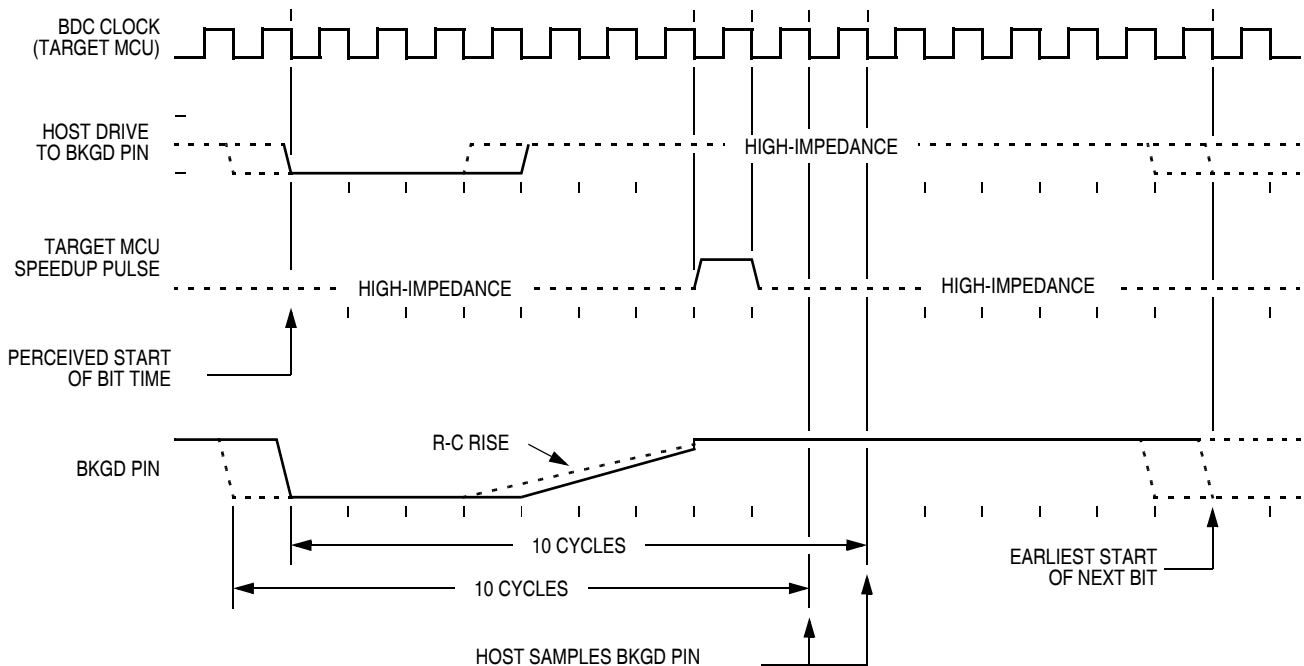 BDC CLOCK
(TARGET MCU)
HOST DRIVE
TO BKGD PIN
HIGH-IMPEDANCE
TARGET MCU
SPEEDUP PULSE
HIGH-IMPEDANCE
HIGH-IMPEDANCE
PERCEIVED START
OF BIT TIME
R-C RISE
BKGD PIN
10 CYCLES
EARLIEST START
OF NEXT BIT
10 CYCLES
HOST SAMPLES BKGD PIN